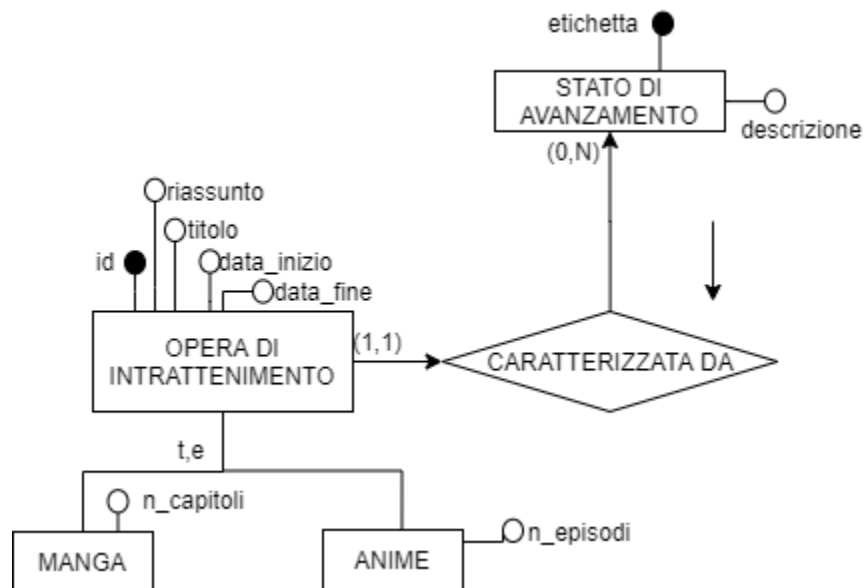 etichetta
STATO DI
AVANZAMENTO
descrizione
(0,N)
riassunto
titolo
id
data_inizio
data_fine
OPERA DI
INTRATTENIMENTO
(1,1)
CARATTERIZZATA DA
t,e
n_capitoli
MANGA
ANIME
n_episodi